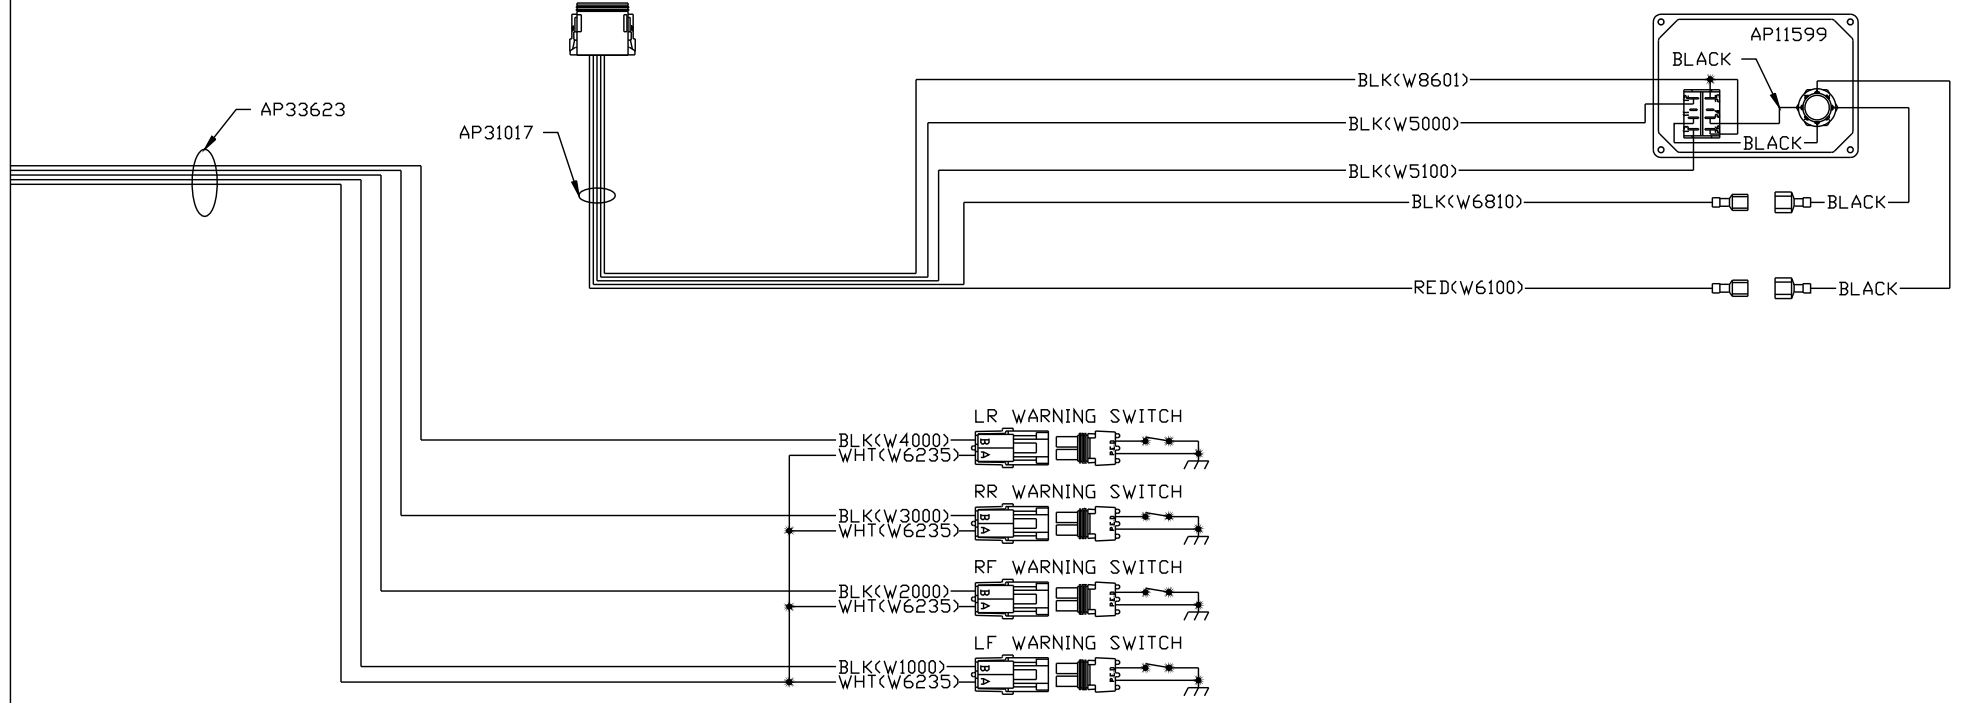 AP11599
BLACK
BLK(W8601)
AP33623
AP31017
BLK(W5000)
BLACK
BLK(W5100)
BLK(W6810)
BLACK
RED(W6100)
BLACK
LR WARNING SWITCH
BLK(W4000)
B
WHT(W6235)
A
RR WARNING SWITCH
BLK(W3000)
B
WHT(W6235)
A
RF WARNING SWITCH
BLK(W2000)
B
WHT(W6235)
A
LF WARNING SWITCH
BLK(W1000)
B
WHT(W6235)
A